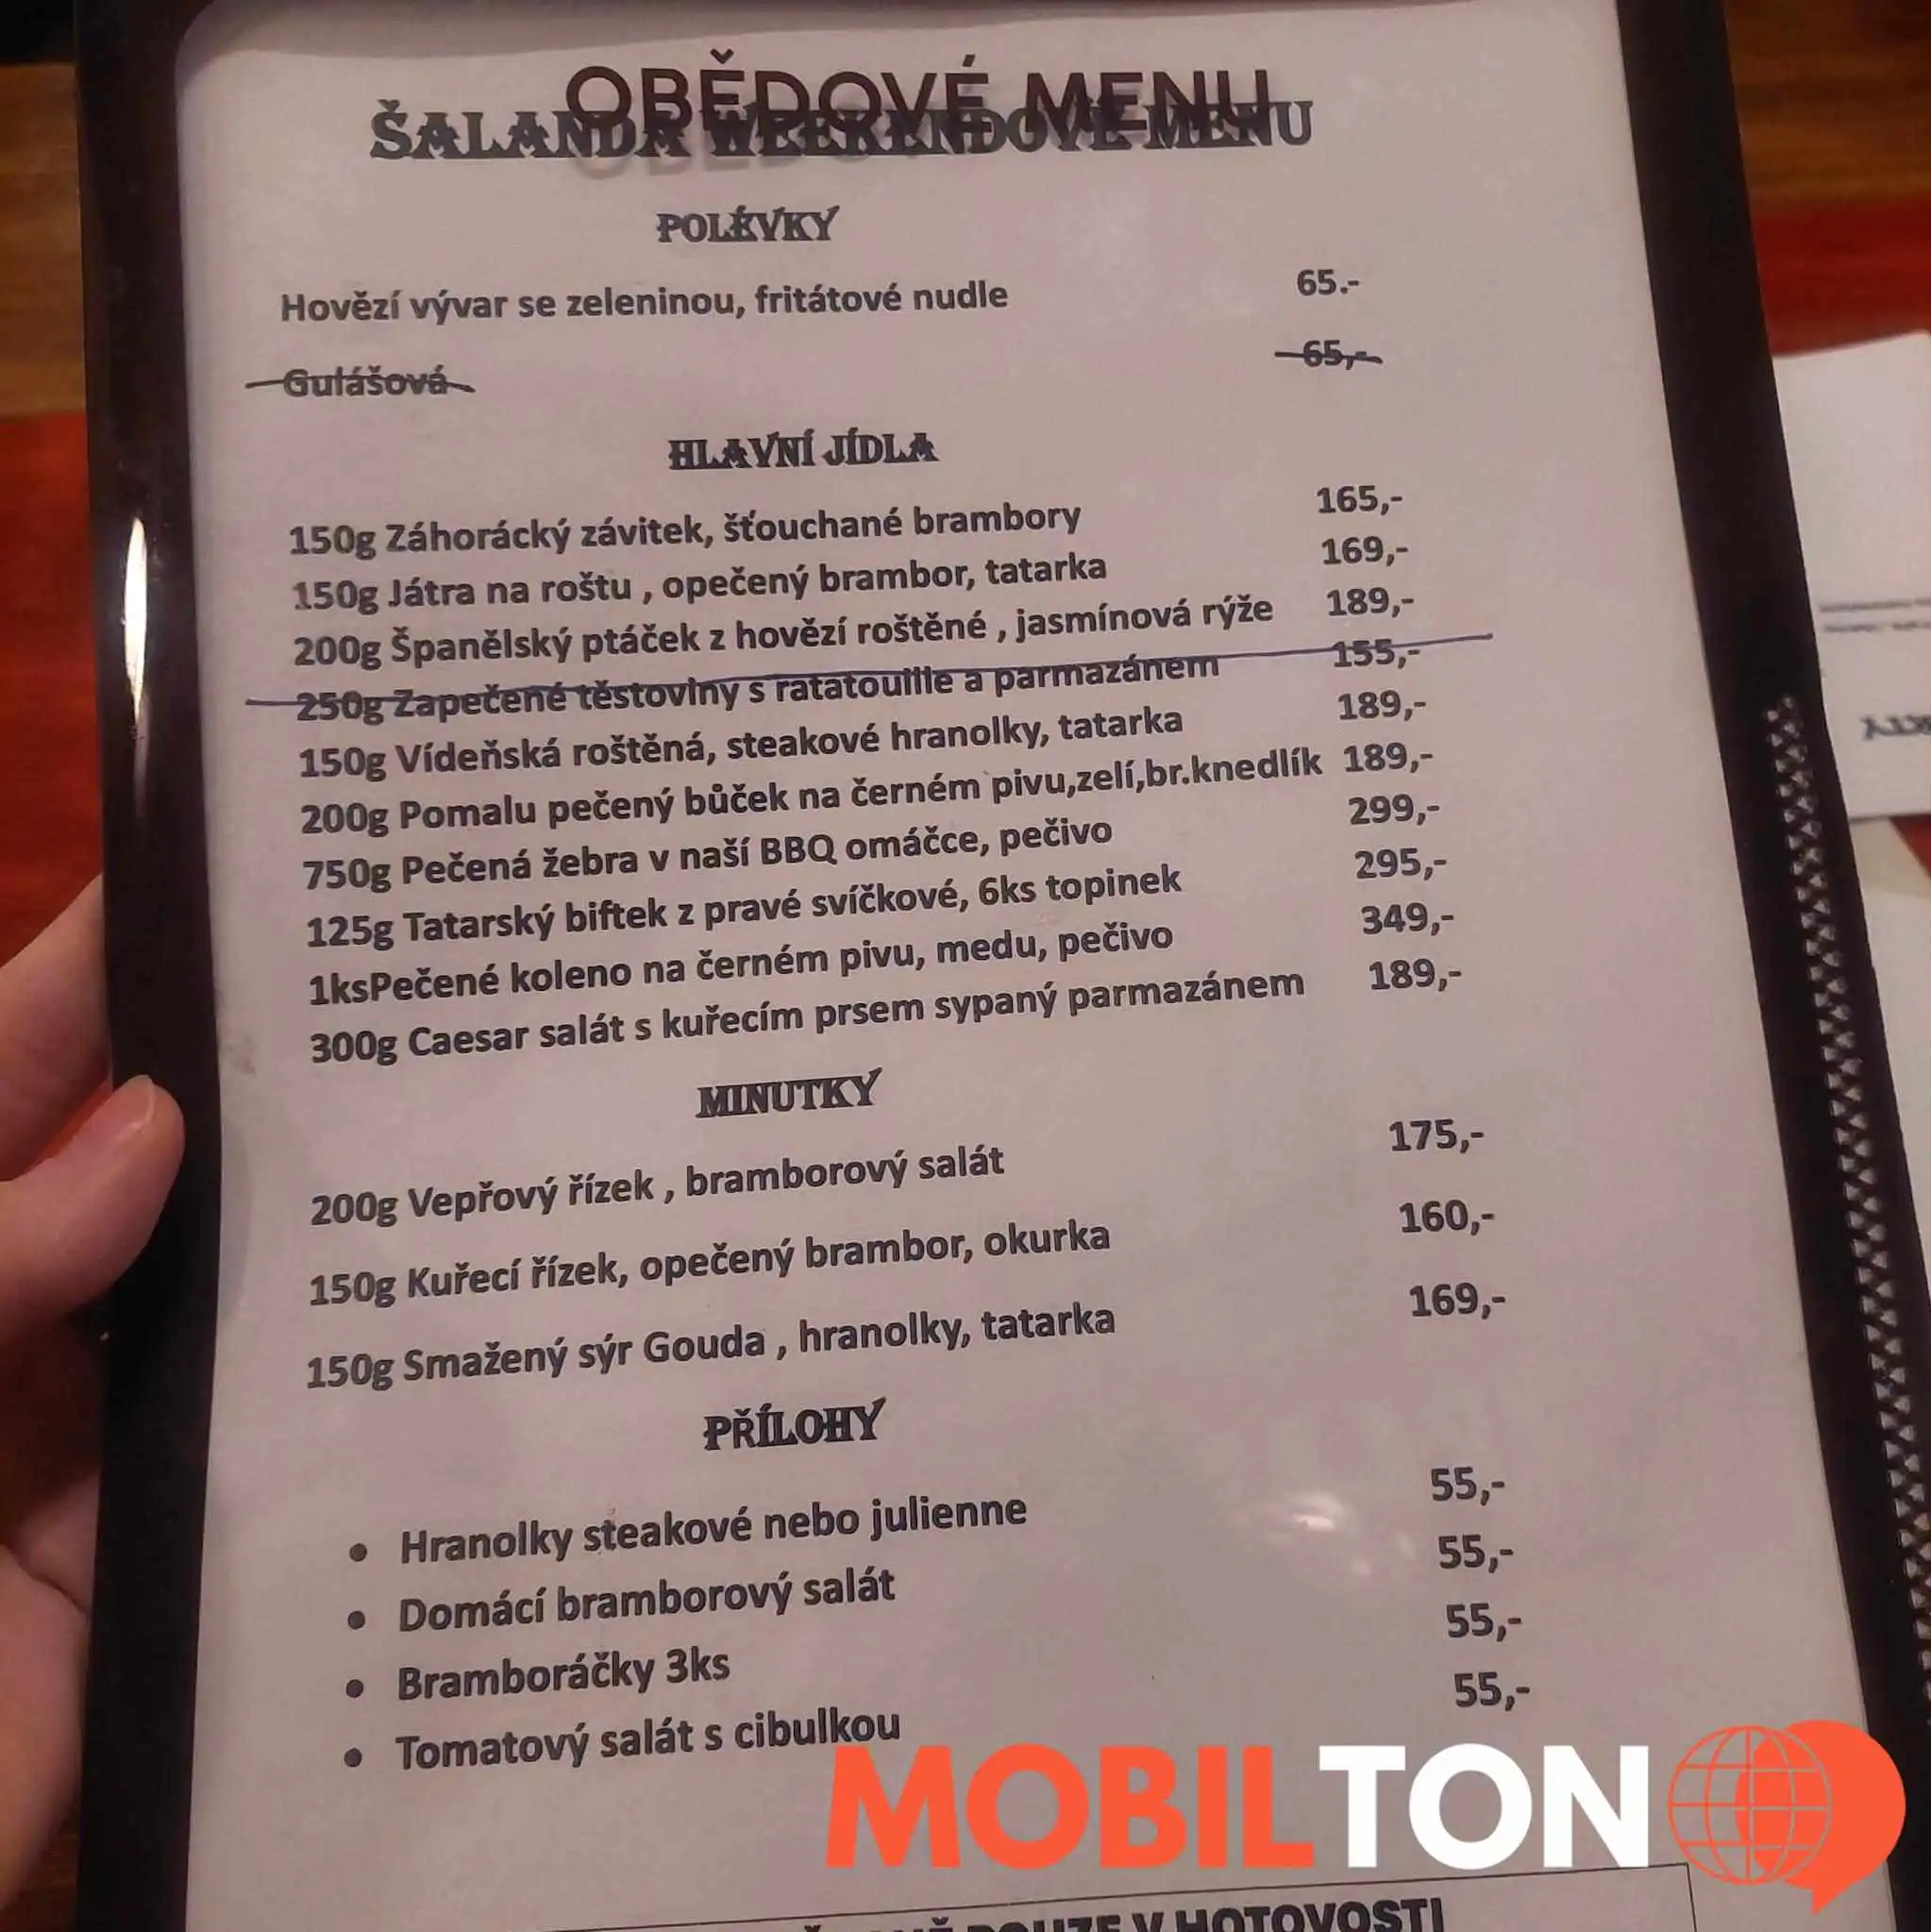 OBĚDOVÉ MENU
ŠALANDA WEEKENDOVÉ MENU
POLÉVKY
Hovězí vývar se zeleninou, fritátové nudle 65.-
Gulášová 65,-
HLAVNÍ JÍDLA
150g Záhorácký závitek, šťouchané brambory 165,-
150g Játra na roštu , opečený brambor, tatarka 169,-
200g Španělský ptáček z hovězí roštěné , jasmínová rýže 189,-
250g Zapečené těstoviny s ratatouille a parmazánem 155,-
150g Vídeňská roštěná, steakové hranolky, tatarka 189,-
200g Pomalu pečený bůček na černém pivu,zelí,br.knedlík 189,-
750g Pečená žebra v naší BBQ omáčce, pečivo 299,-
125g Tatarský biftek z pravé svíčkové, 6ks topinek 295,-
1ksPečené koleno na černém pivu, medu, pečivo 349,-
300g Caesar salát s kuřecím prsem sypaný parmazánem 189,-
MINUTKY
200g Vepřový řízek , bramborový salát 175,-
150g Kuřecí řízek, opečený brambor, okurka 160,-
150g Smažený sýr Gouda , hranolky, tatarka 169,-
PŘÍLOHY
• Hranolky steakové nebo julienne 55,-
• Domácí bramborový salát 55,-
• Bramboráčky 3ks 55,-
• Tomatový salát s cibulkou 55,-
MOBILTON
POUZE V HOTOVOSTI